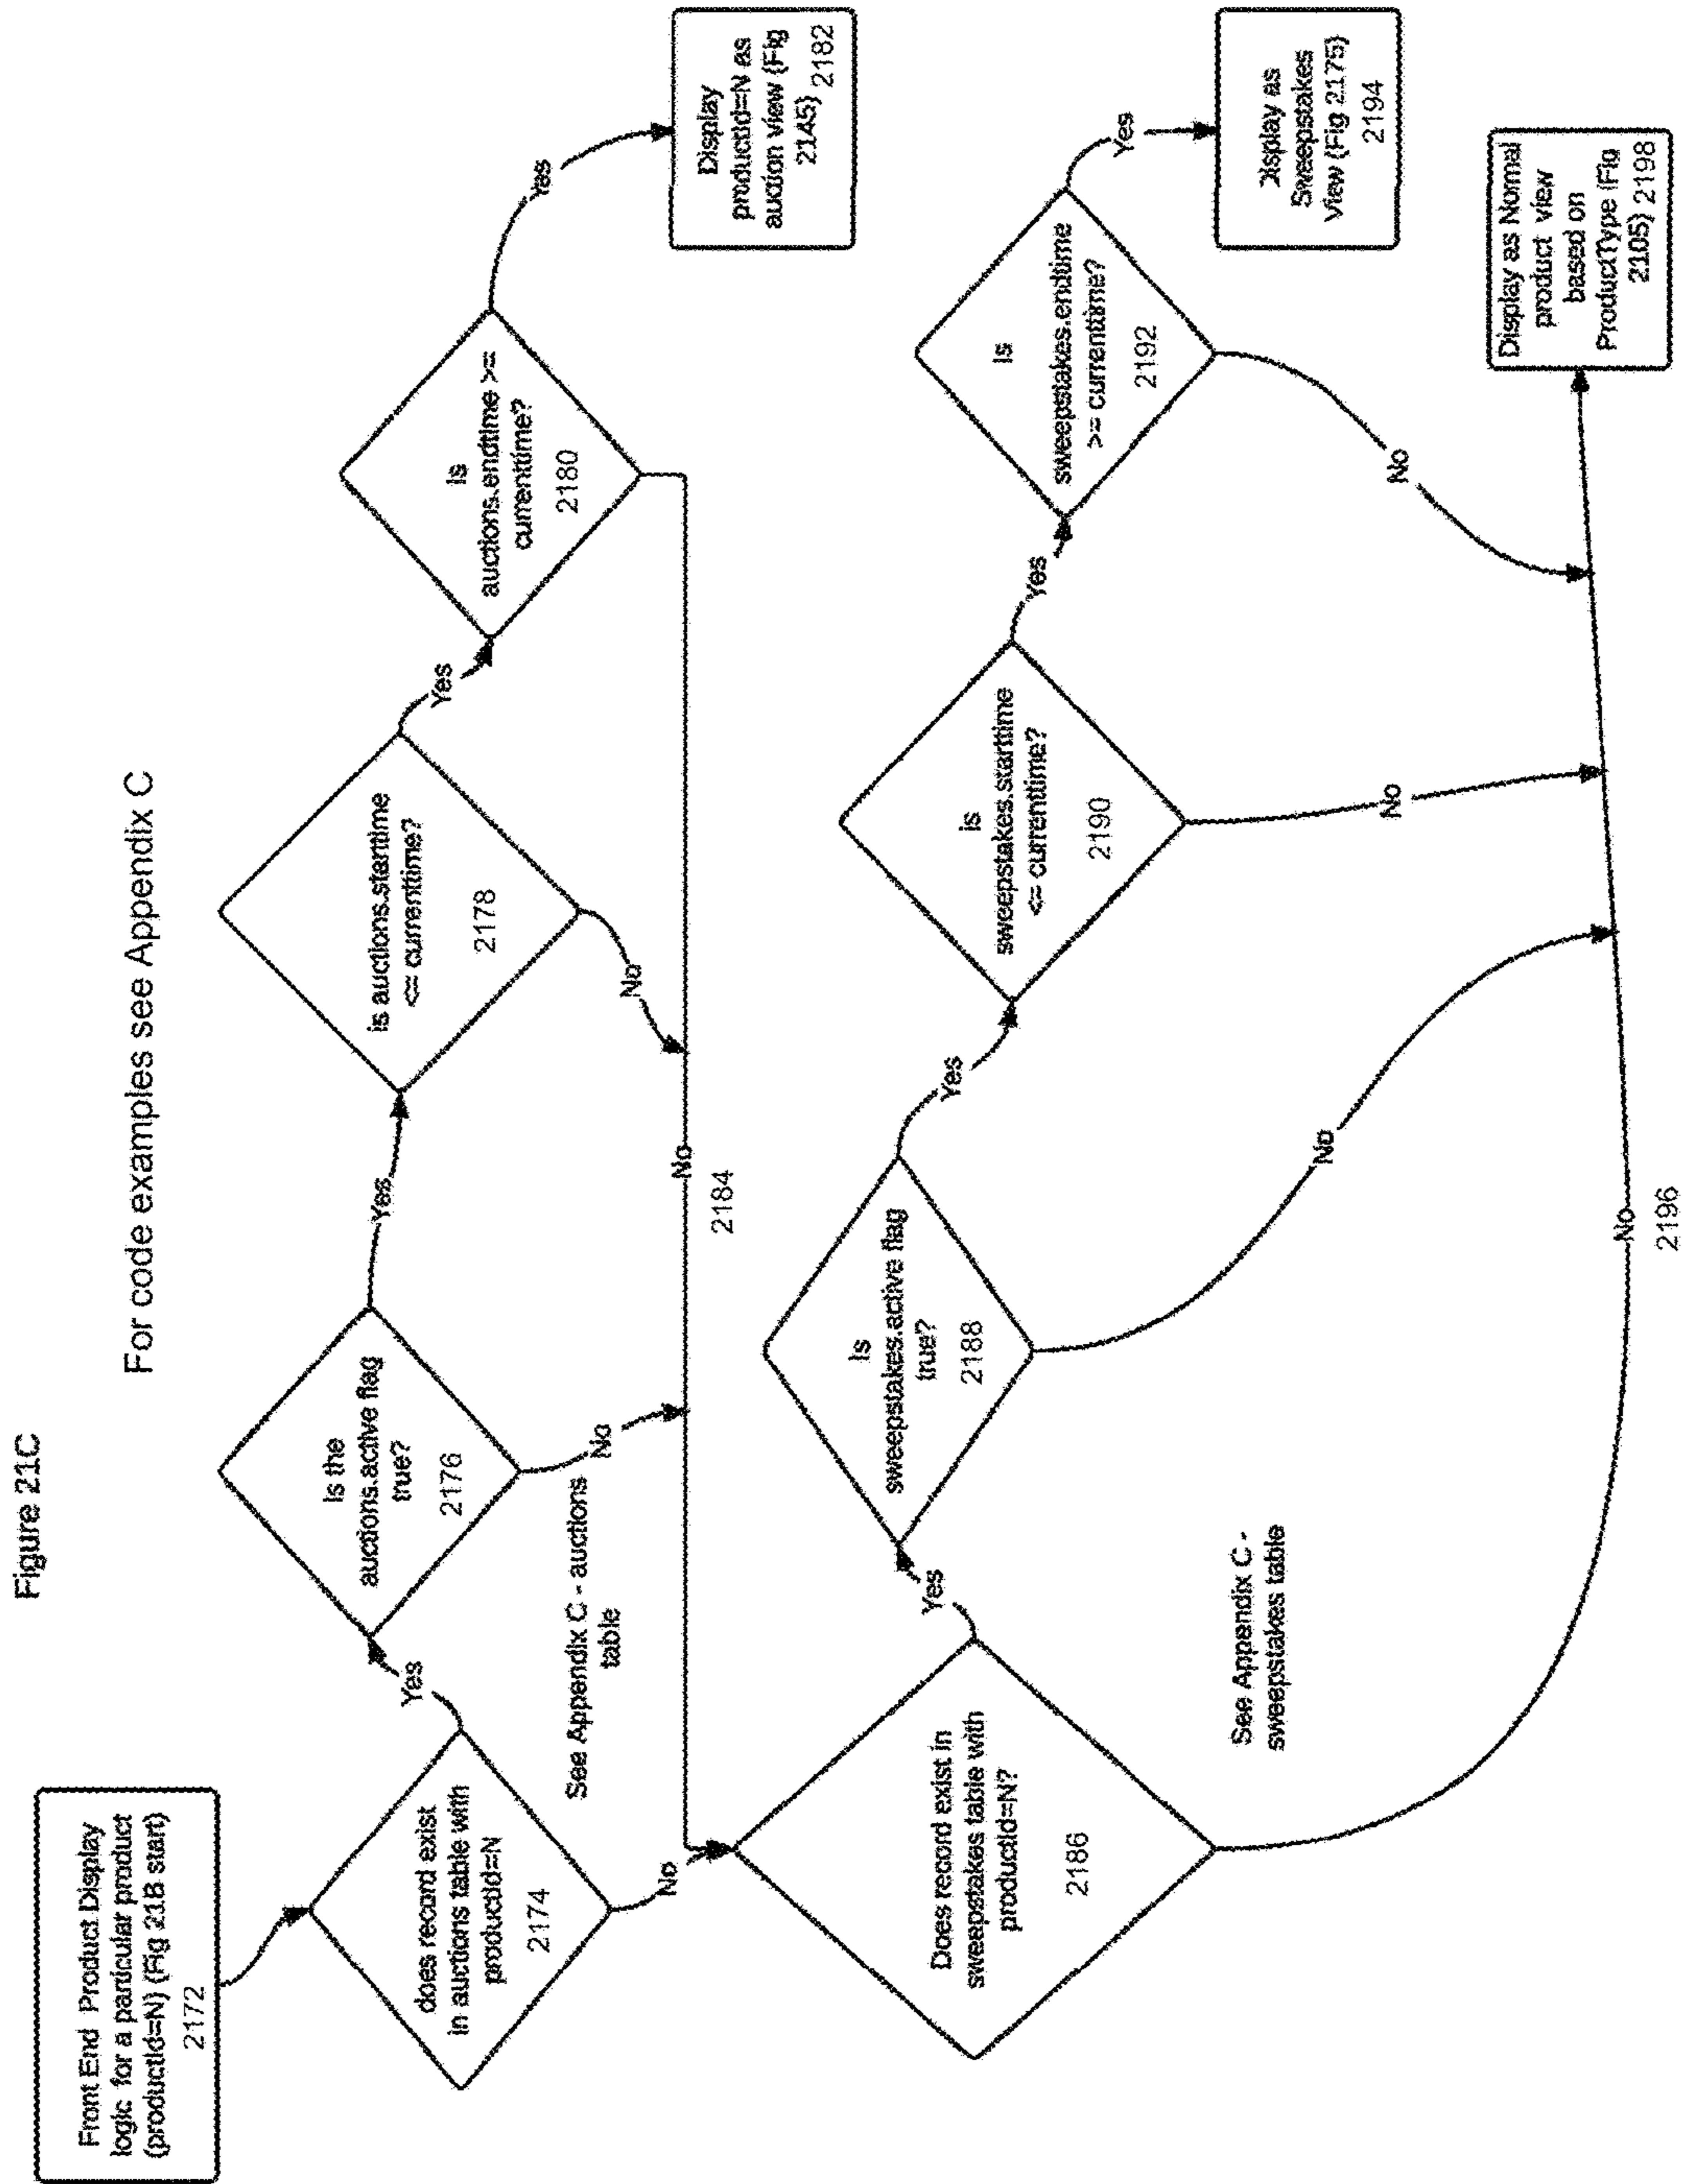 Figure 21C
For code examples see Appendix C
Front End Product Display
logic for a particular product
(productid=N) (Fig 21B start)
2172
does record exist
in auctions table with
productid=N
2174
Yes
No
Is the
auctions.active flag
true?
2176
Yes
No
See Appendix C - auctions
table
is auctions.starttime
<= currenttime?
2178
Yes
No
Is
auctions.endtime >=
currenttime?
2180
Yes
Display
productid=N as
auction view (Fig
2145) 2182
No
2184
Does record exist in
sweepstakes table with
productid=N?
2186
Yes
See Appendix C -
sweepstakes table
Is
sweepstakes.active flag
true?
2188
Yes
No
is
sweepstakes.starttime
<= currenttime?
2190
Yes
No
Is
sweepstakes.endtime
>= currenttime?
2192
Yes
No
Display as
Sweepstakes
View (Fig 2175)
2194
No
2196
Display as Normal
product view
based on
ProductType (Fig
2105) 2198